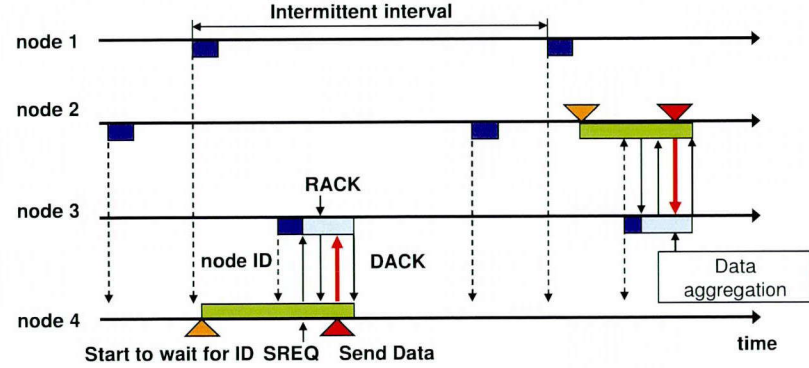 Intermittent interval
node 1
node 2
RACK
node 3
node ID
DACK
Data
aggregation
node 4
time
Start to wait for ID SREQ Send Data